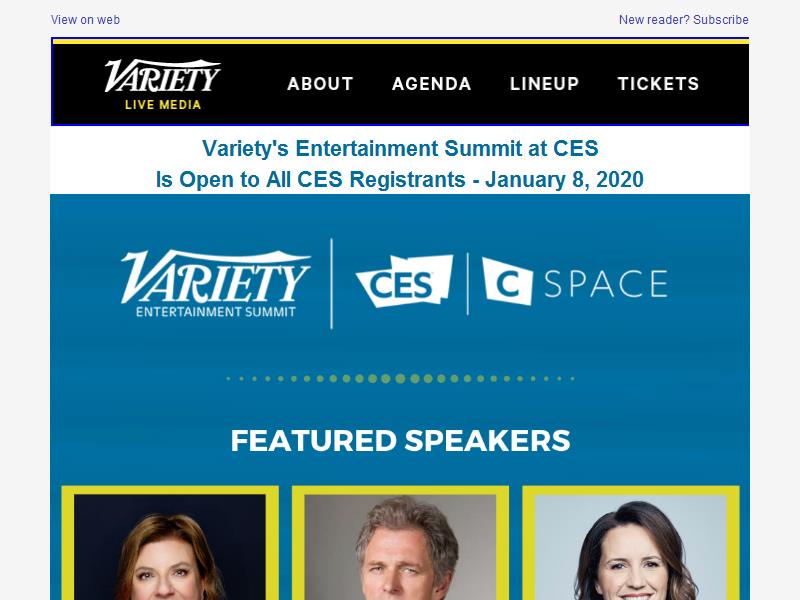 View on web
New reader? Subscribe
VARIETY
LIVE MEDIA
ABOUT AGENDA LINEUP TICKETS
Variety's Entertainment Summit at CES
Is Open to All CES Registrants - January 8, 2020
VARIETY
ENTERTAINMENT SUMMIT
CES
C SPACE
FEATURED SPEAKERS